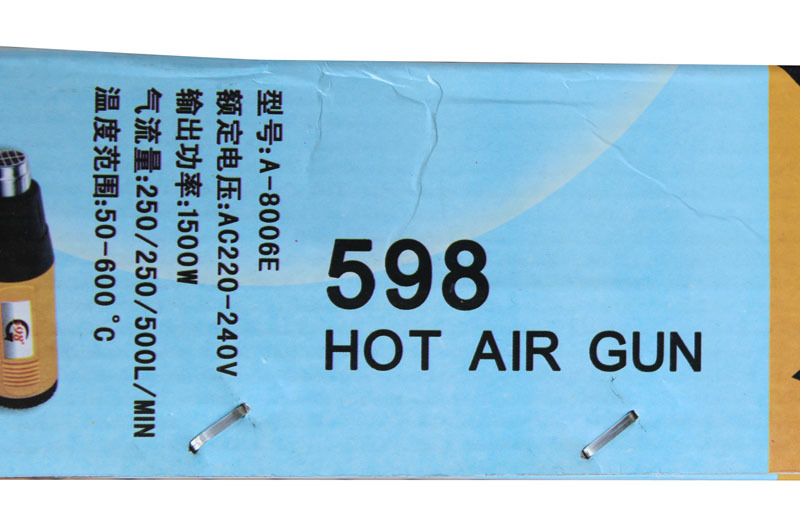 型号:A-8006E
额定电压:AC220-240V
输出功率:1500W
气流量:250/250/500L/MIN
温度范围:50-600°C
598
HOT AIR GUN